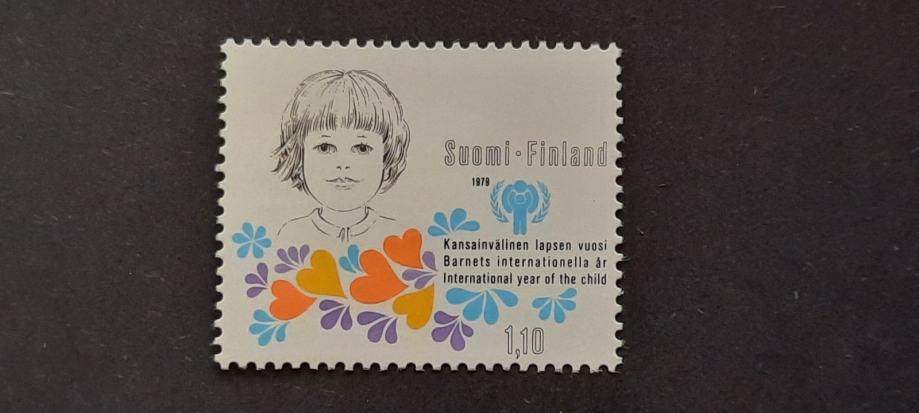 Suomi·Finland
1979
Kansainvälinen lapsen vuosi
Barnets internationella år
International year of the child
1,10